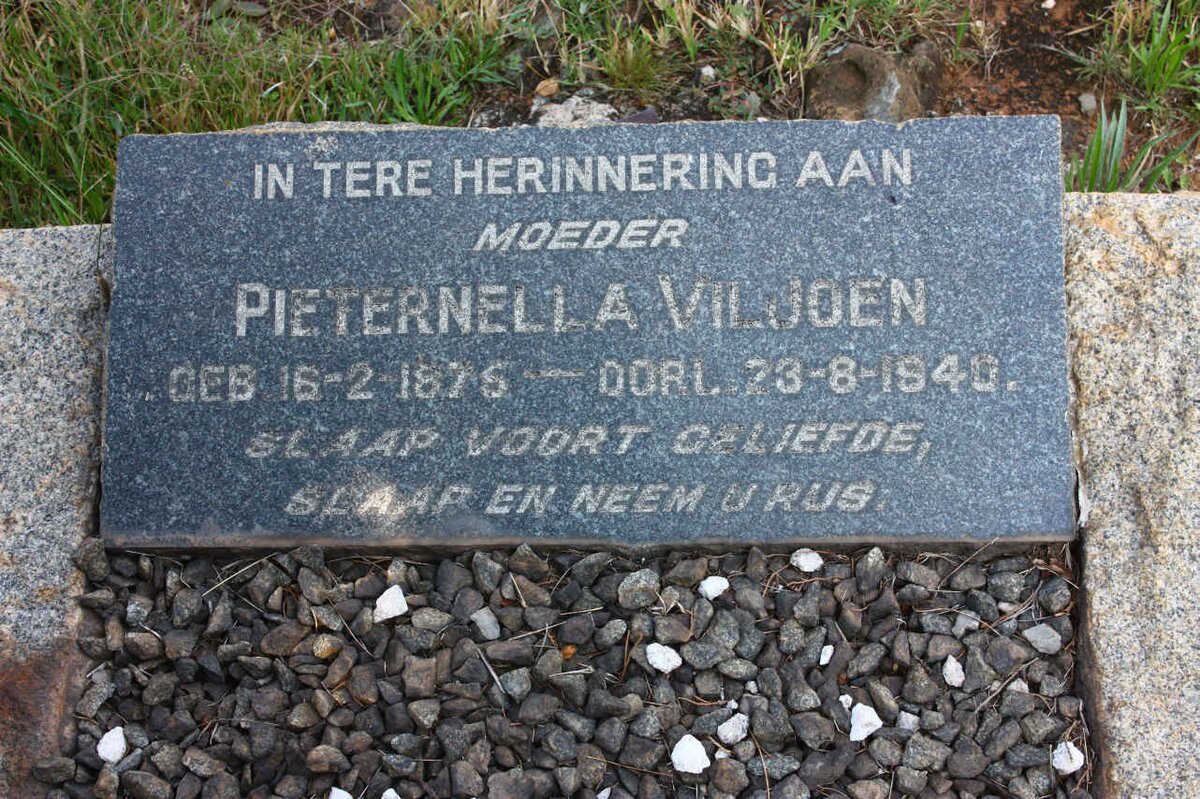 IN TERE HERINNERING AAN
MOEDER
PIETERNELLA VILJOEN
GEB. 16-2-1876 — OORL. 23-8-1940.
SLAAP VOORT GELIEFDE,
SLAAP EN NEEM U RUS.